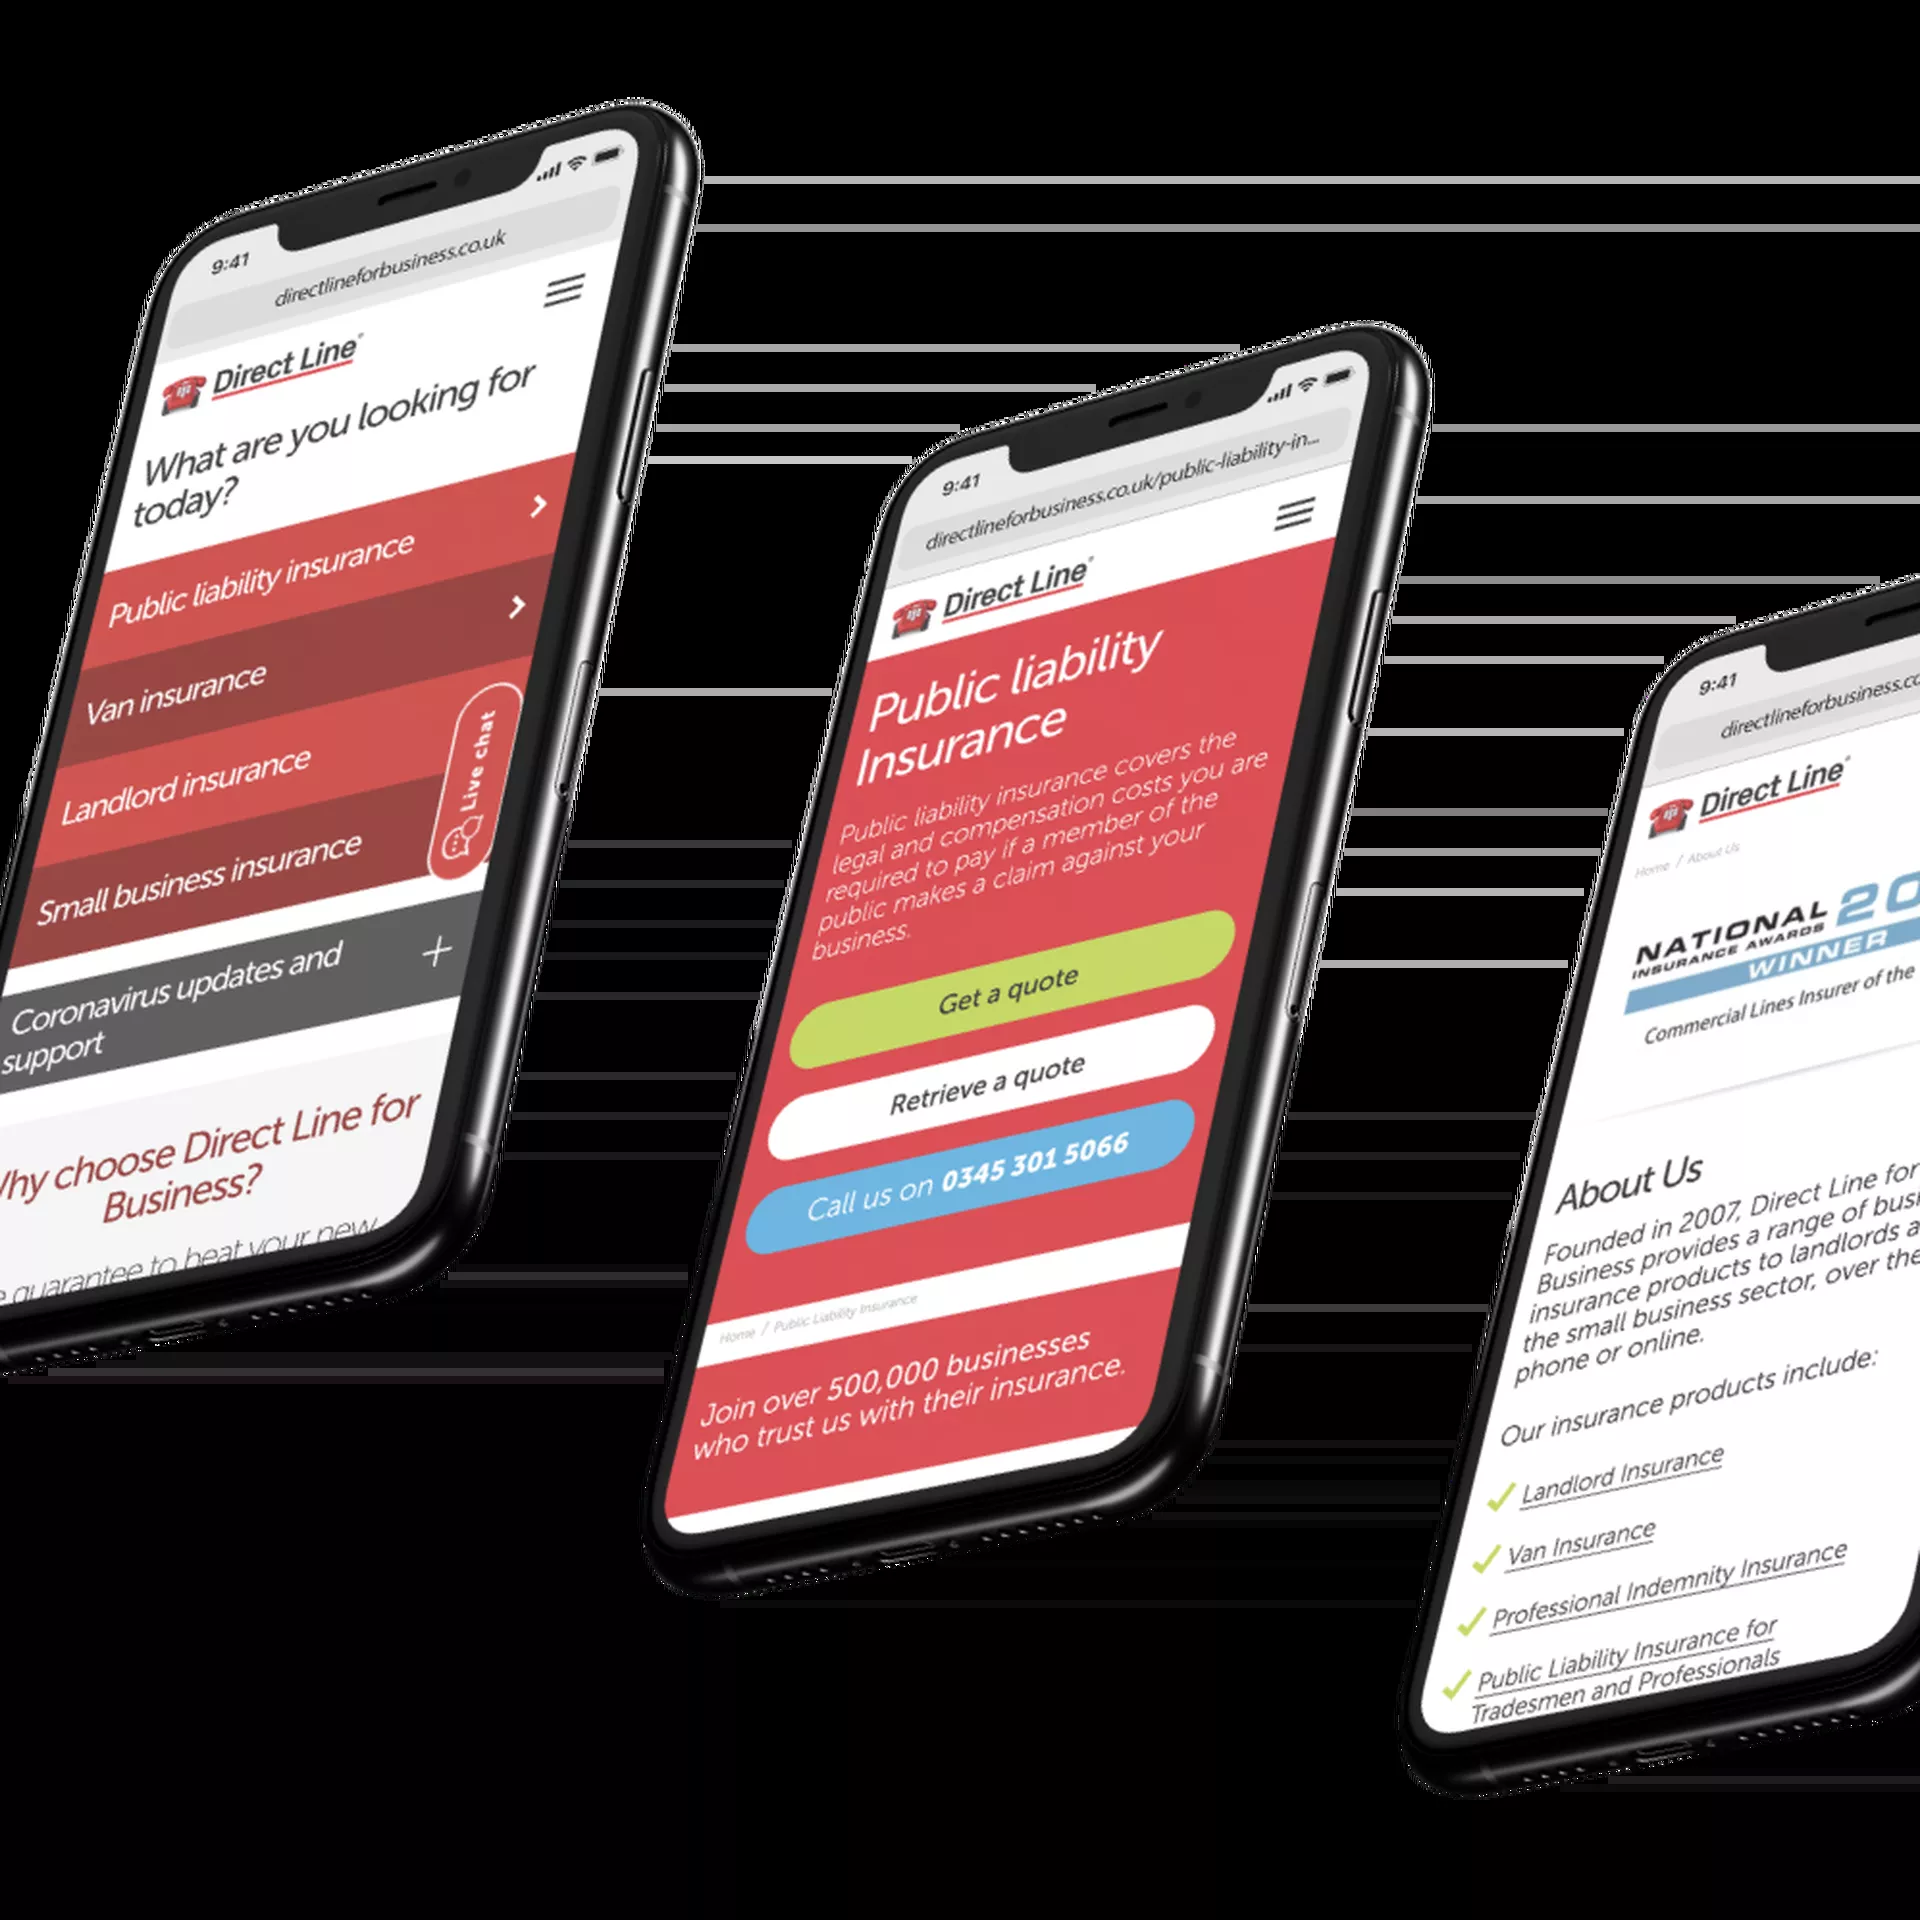 9:41
directlineforbusiness.co.uk
Direct Line
What are you looking for
today?
Public liability insurance
Van insurance
Landlord insurance
Small business insurance
Live chat
Coronavirus updates and
support
choose Direct Line for
Business?
guarantee to beat your new
9:41
directlineforbusiness.co.uk/public-liability-in...
Direct Line
Public liability
Insurance
Public liability insurance covers the
legal and compensation costs you are
required to pay if a member of the
public makes a claim against your
business.
Get a quote
Retrieve a quote
Call us on 0345 301 5066
Home / Public Liability Insurance
Join over 500,000 businesses
who trust us with their insurance.
9:41
directlineforbusiness.co
Direct Line
Home / About Us
NATIONAL 20
INSURANCE AWARDS
WINNER
Commercial Lines Insurer of the
About Us
Founded in 2007, Direct Line for
Business provides a range of
insurance products to landlords
the small business sector, over the
phone or online.
Our insurance products include:
Landlord Insurance
Van Insurance
Professional Indemnity Insurance
Public Liability Insurance for
Tradesmen and Professionals